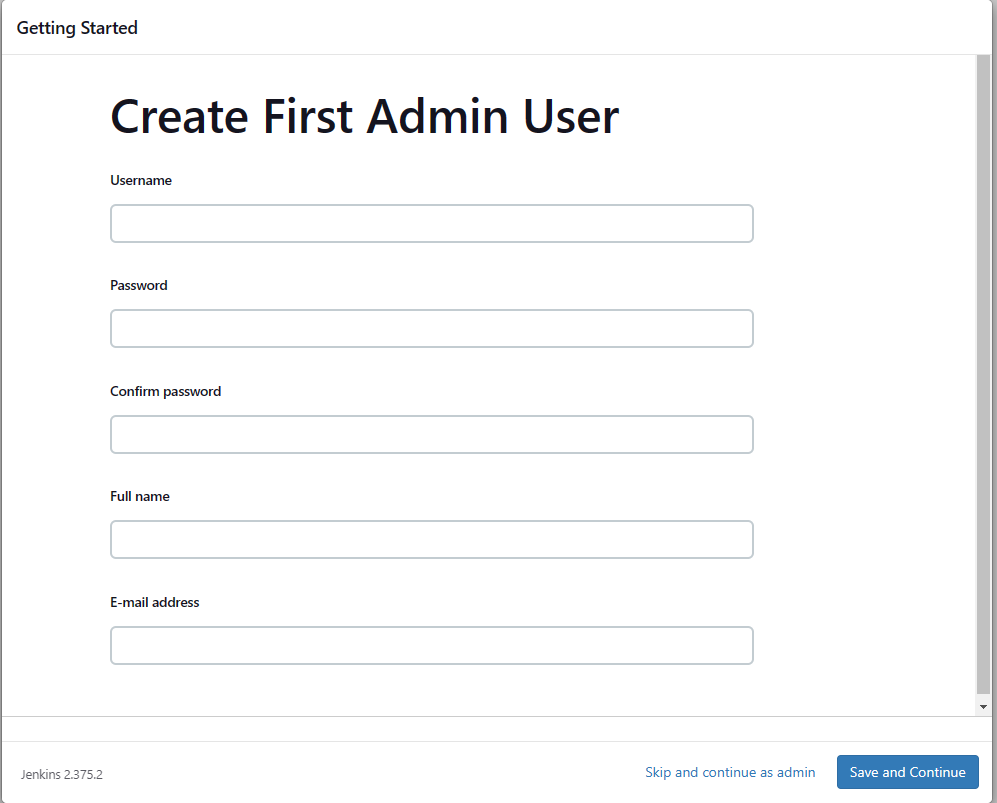 Getting Started
Create First Admin User
Username
Password
Confirm password
Full name
E-mail address
Jenkins 2.375.2
Skip and continue as admin
Save and Continue